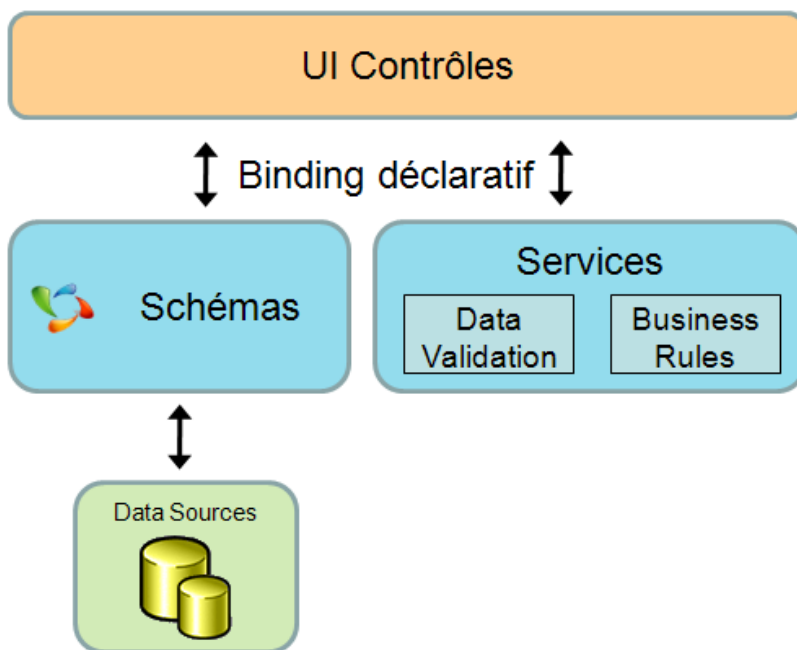 UI Contrôles
Binding déclaratif
Schémas
Services
Data
Validation
Business
Rules
Data Sources